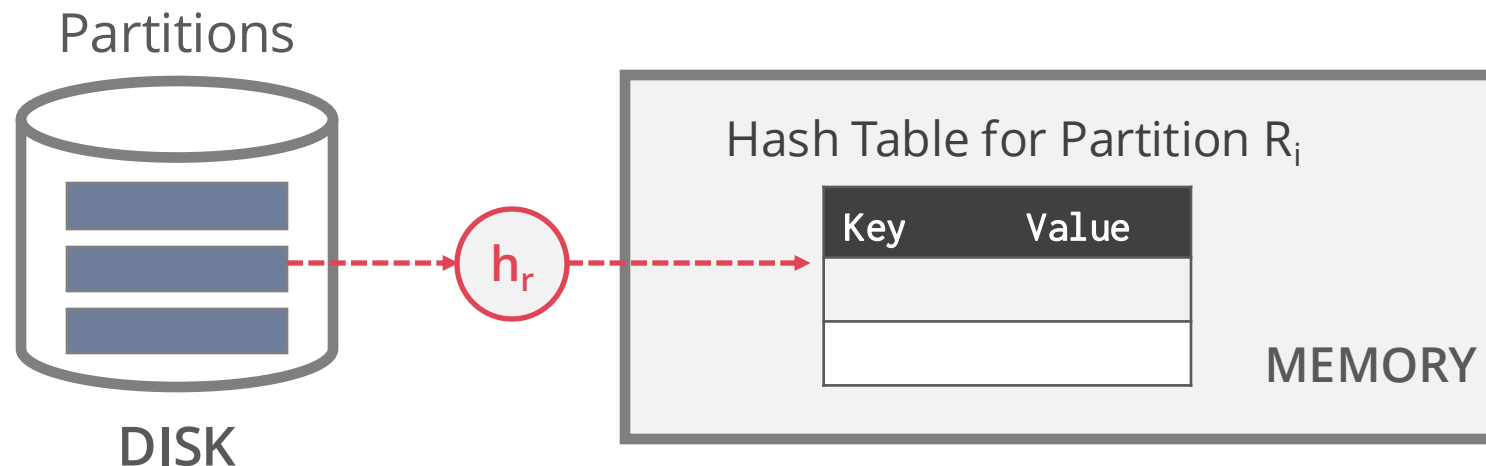 Partitions
Hash Table for Partition Rᵢ
Key Value
hᵣ
MEMORY
DISK